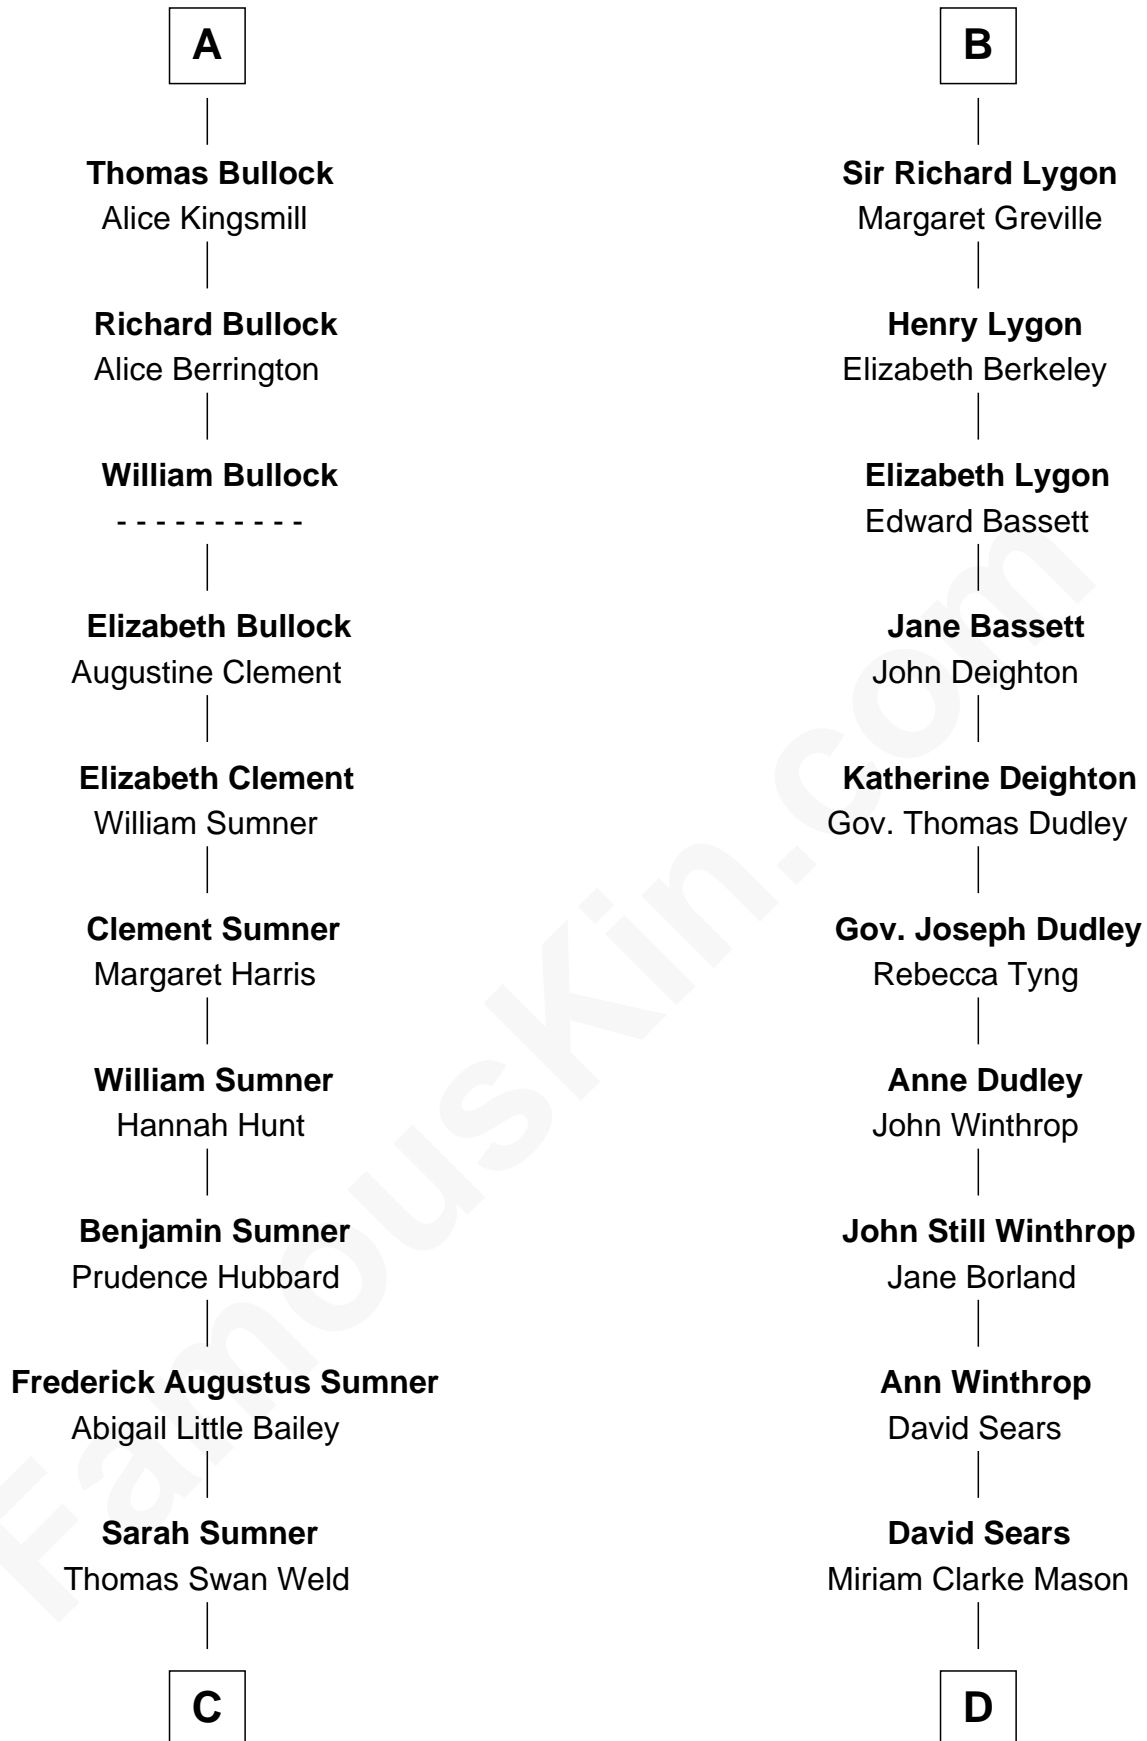 A
Thomas Bullock
Alice Kingsmill
Richard Bullock
Alice Berrington
William Bullock
- - - - - - - - - -
Elizabeth Bullock
Augustine Clement
Elizabeth Clement
William Sumner
Clement Sumner
Margaret Harris
William Sumner
Hannah Hunt
Benjamin Sumner
Prudence Hubbard
Frederick Augustus Sumner
Abigail Little Bailey
Sarah Sumner
Thomas Swan Weld
C
B
Sir Richard Lygon
Margaret Greville
Henry Lygon
Elizabeth Berkeley
Elizabeth Lygon
Edward Bassett
Jane Bassett
John Deighton
Katherine Deighton
Gov. Thomas Dudley
Gov. Joseph Dudley
Rebecca Tyng
Anne Dudley
John Winthrop
John Still Winthrop
Jane Borland
Ann Winthrop
David Sears
David Sears
Miriam Clarke Mason
D
FamousKin.com